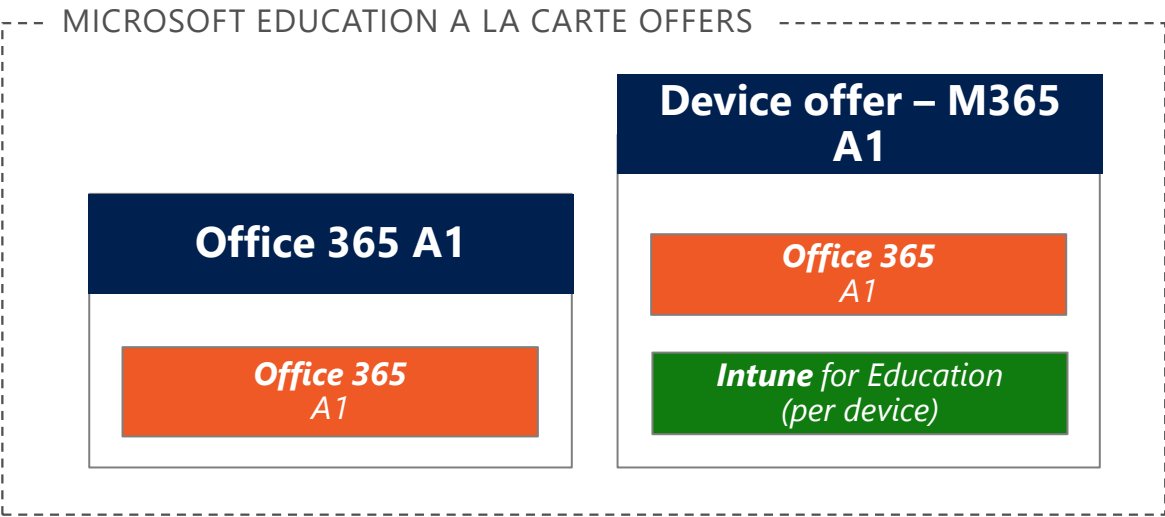 MICROSOFT EDUCATION A LA CARTE OFFERS
Office 365 A1
Office 365
A1
Device offer – M365
A1
Office 365
A1
Intune for Education
(per device)